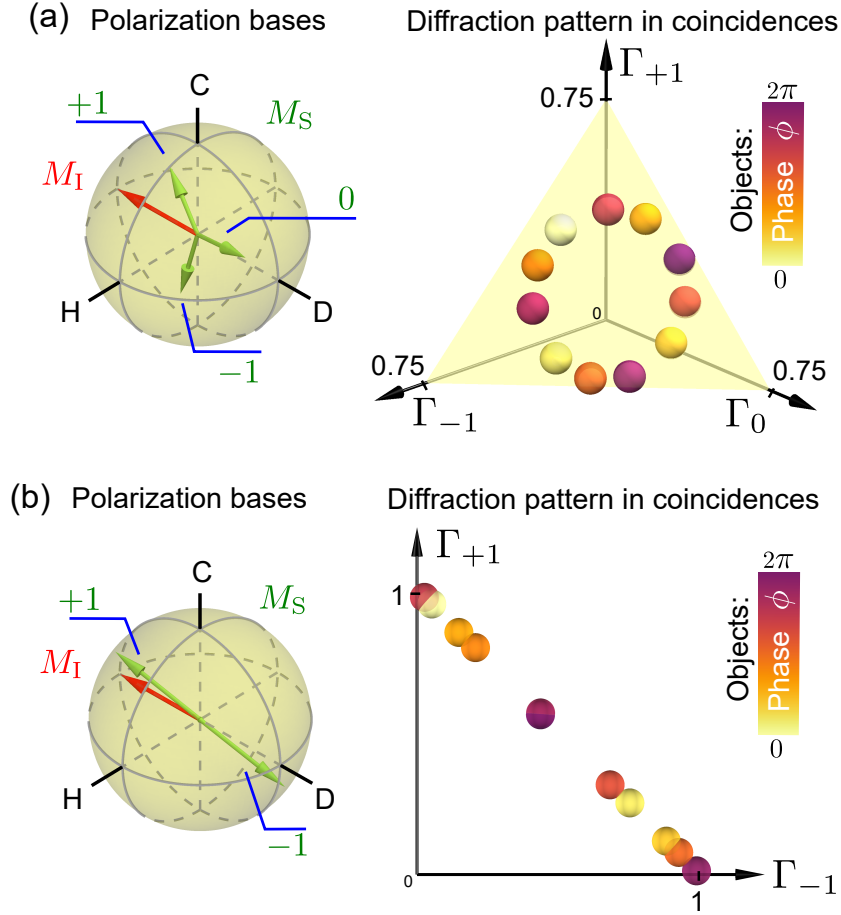 (a) Polarization bases
Diffraction pattern in coincidences
C
+1
M_S
M_I
0
H
D
−1
Γ_{+1}
0.75
0
0.75
Γ_{−1}
0.75
Γ_0
2π
Objects:
Phase ϕ
0
(b) Polarization bases
Diffraction pattern in coincidences
C
+1
M_S
M_I
H
D
−1
Γ_{+1}
1
0
1
Γ_{−1}
2π
Objects:
Phase ϕ
0